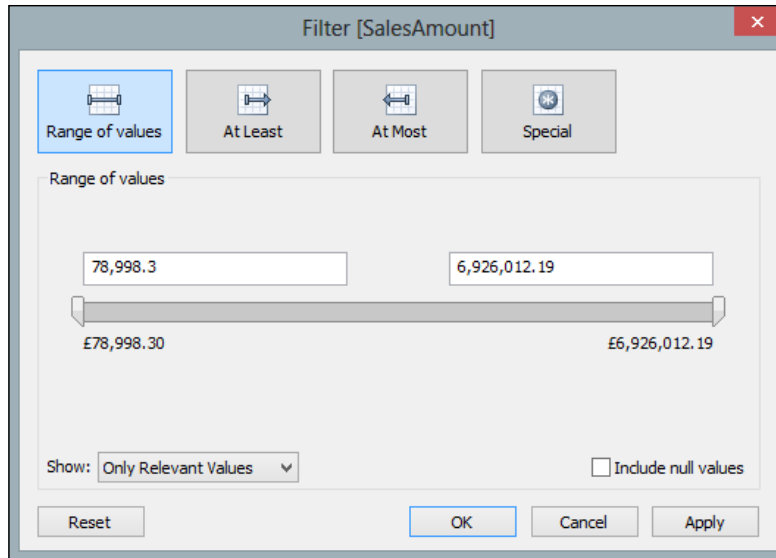 Filter [SalesAmount]
Range of values
At Least
At Most
Special
Range of values
78,998.3
6,926,012.19
£78,998.30
£6,926,012.19
Show: Only Relevant Values
Include null values
Reset
OK
Cancel
Apply